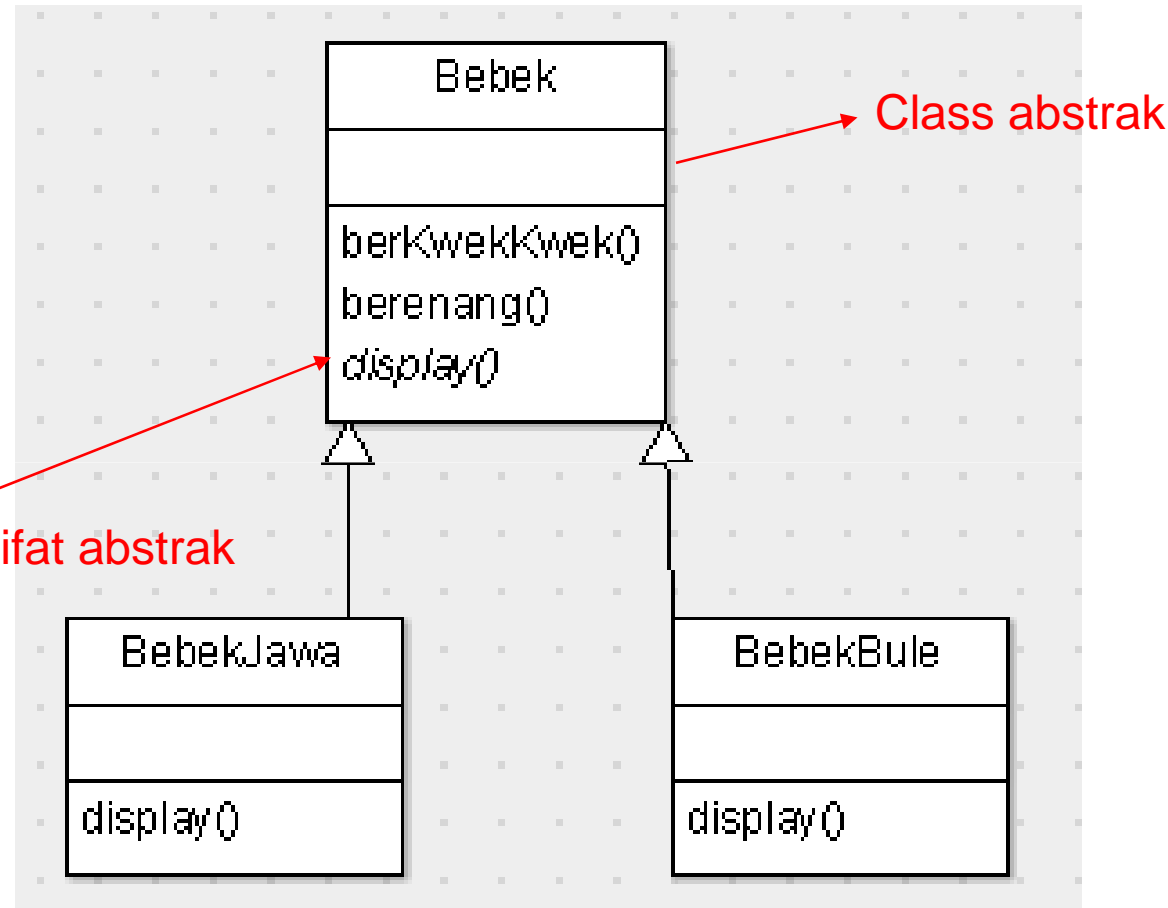 Bebek
Class abstrak
berKwekKwek()
berenang()
display()
ifat abstrak
BebekJawa
BebekBule
display()
display()